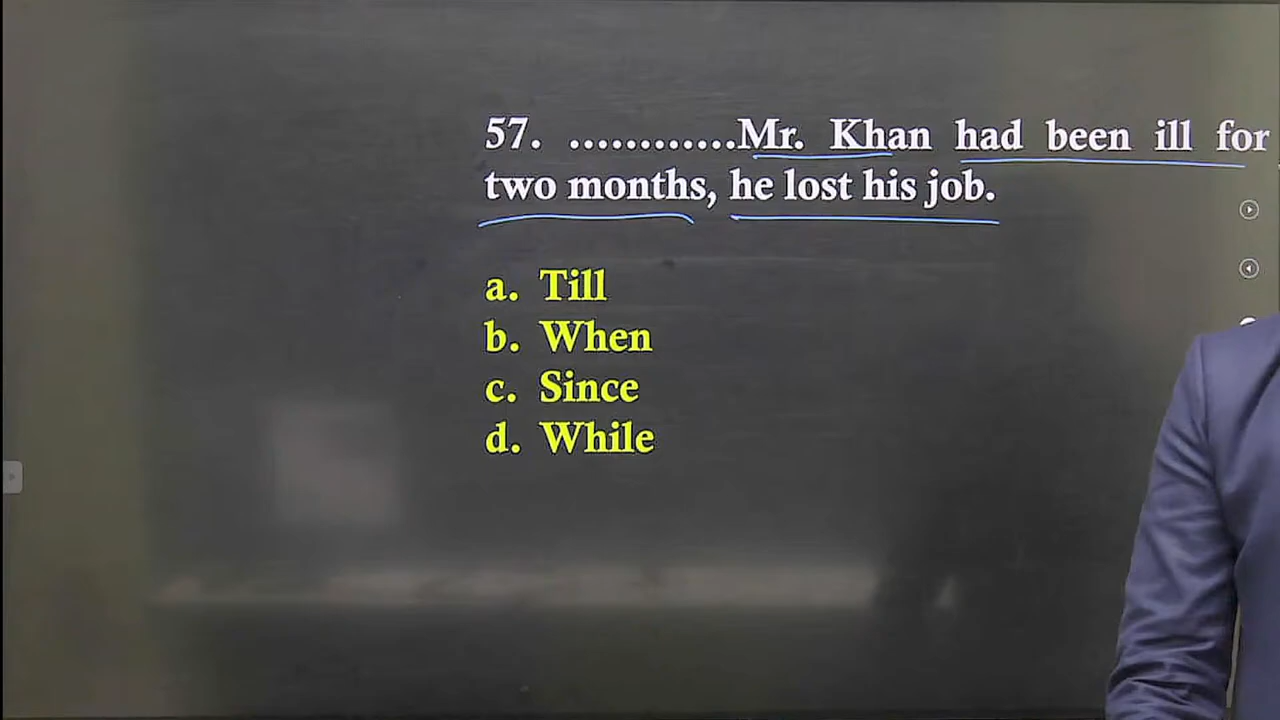 57. .............Mr. Khan had been ill for
two months, he lost his job.
a. Till
b. When
c. Since
d. While